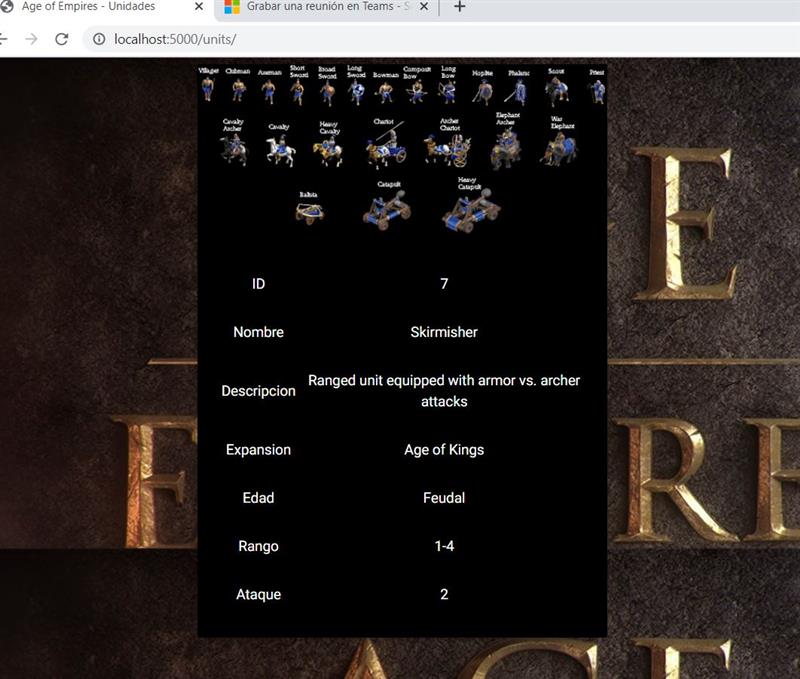 Age of Empires - Unidades
Grabar una reunión en Teams - S
localhost:5000/units/
Villager Clubman Axeman Short Sword Broad Sword Long Sword Bowman Composit Bow Long Bow Hoplite Phalanx Scout Priest
Cavalry Archer Cavalry Heavy Cavalry Chariot Archer Chariot Elephant Archer War Elephant
Ballista Catapult Heavy Catapult
ID 7
Nombre Skirmisher
Descripcion Ranged unit equipped with armor vs. archer
attacks
Expansion Age of Kings
Edad Feudal
Rango 1-4
Ataque 2